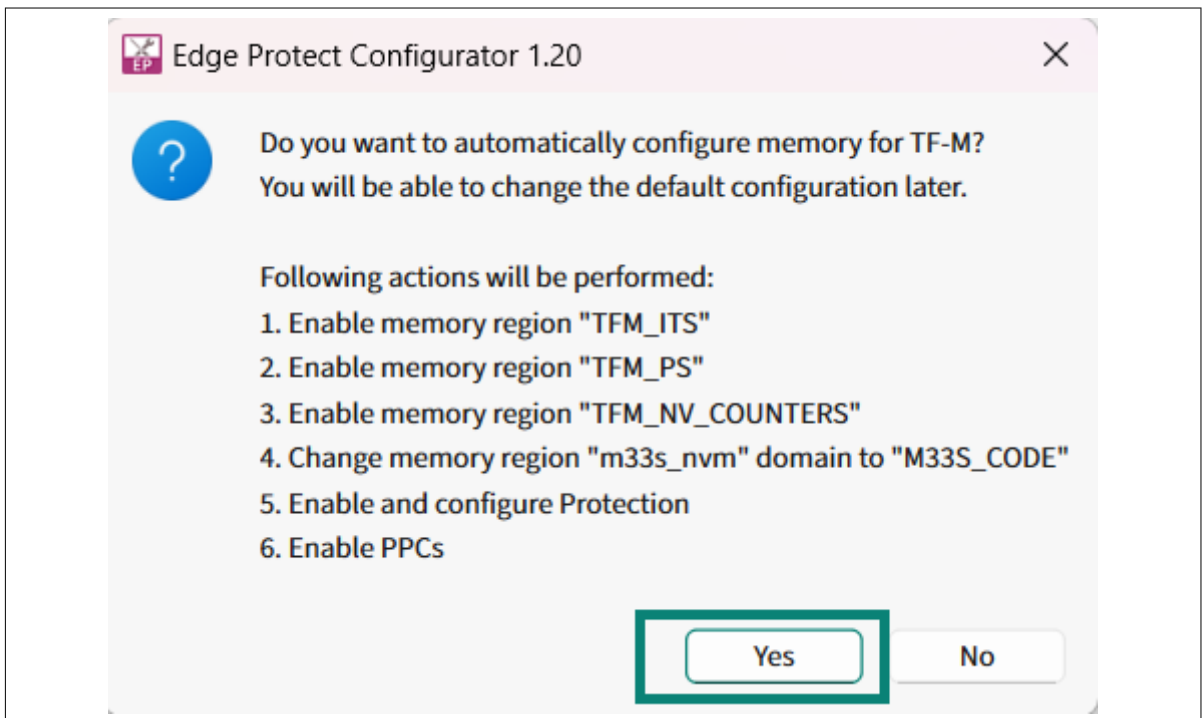 EP
Edge Protect Configurator 1.20
Do you want to automatically configure memory for TF-M?
You will be able to change the default configuration later.
Following actions will be performed:
1. Enable memory region "TFM_ITS"
2. Enable memory region "TFM_PS"
3. Enable memory region "TFM_NV_COUNTERS"
4. Change memory region "m33s_nvm" domain to "M33S_CODE"
5. Enable and configure Protection
6. Enable PPCs
Yes No